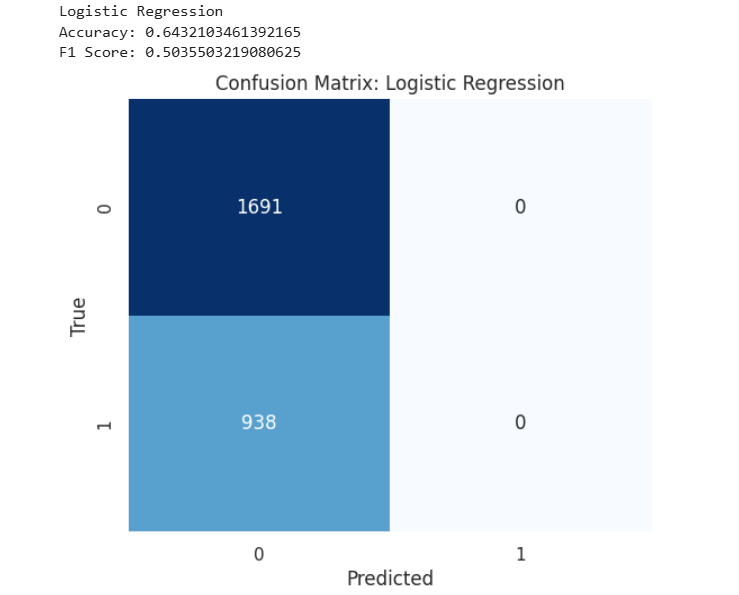 Logistic Regression
Accuracy: 0.6432103461392165
F1 Score: 0.5035503219080625
Confusion Matrix: Logistic Regression
0
1691
0
True
1
938
0
0
1
Predicted